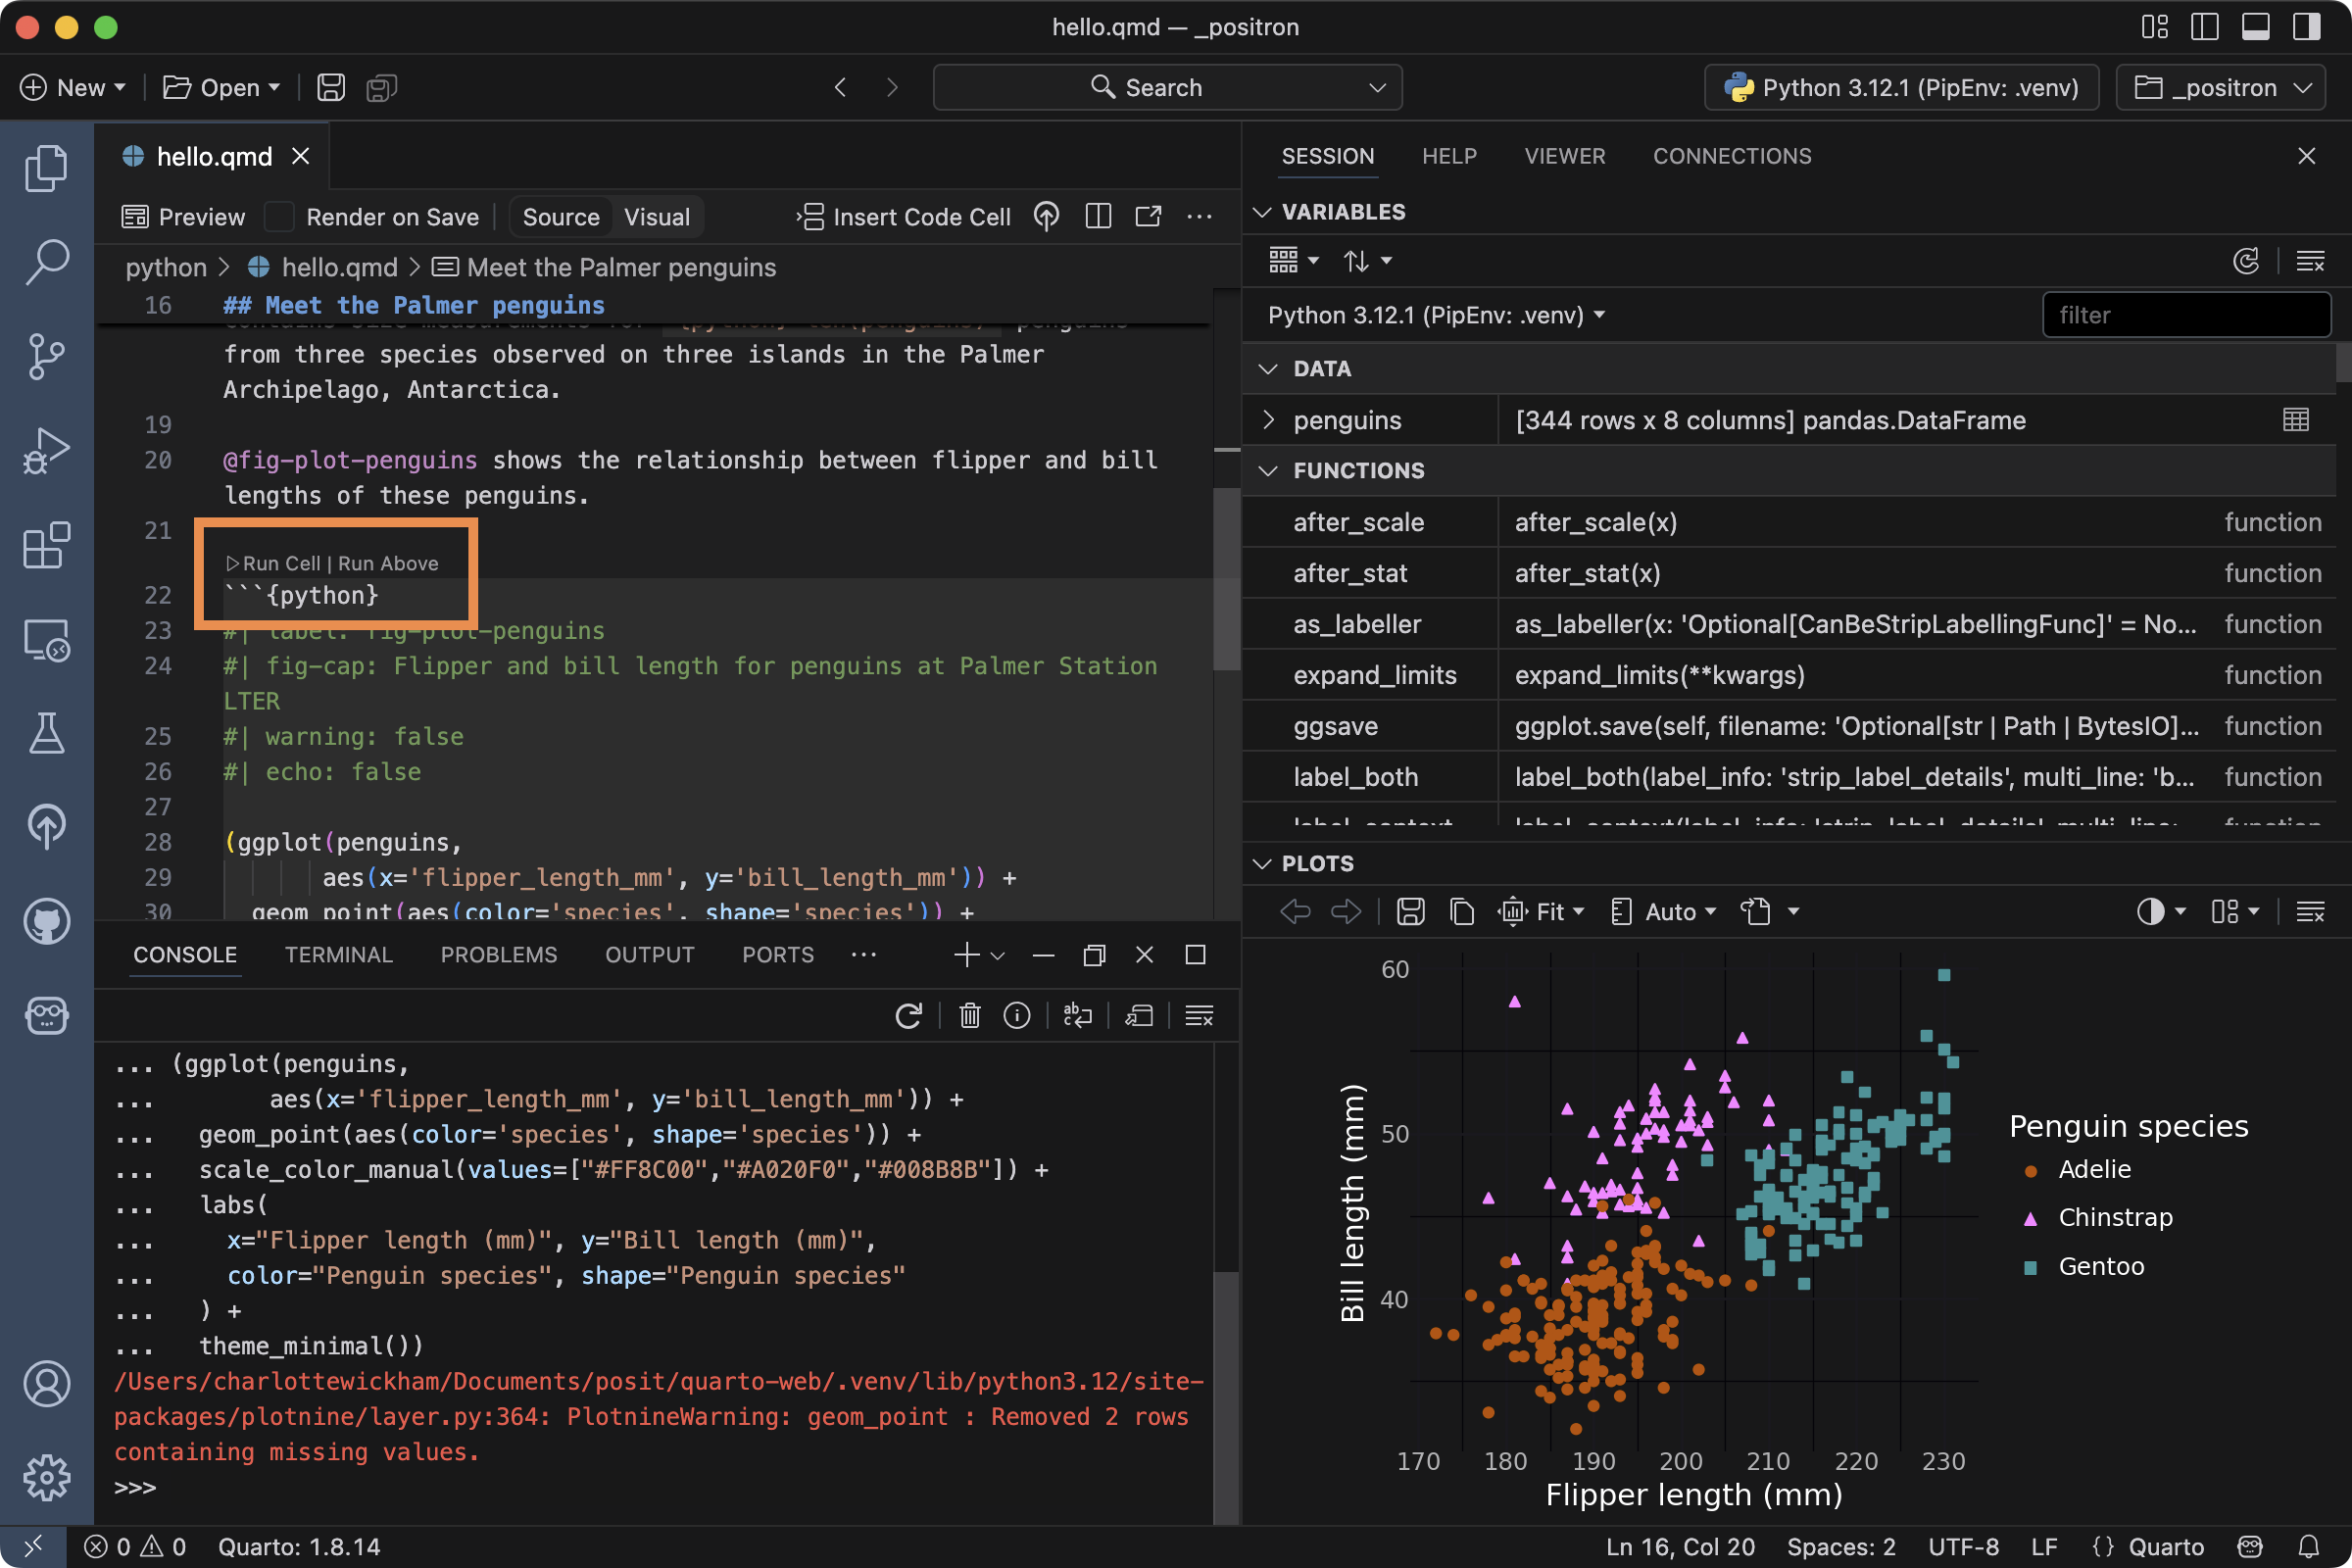 hello.qmd — _positron
New
Open
Search
Python 3.12.1 (PipEnv: .venv)
_positron
hello.qmd
Preview
Render on Save
Source
Visual
Insert Code Cell
python > hello.qmd > Meet the Palmer penguins
16 ## Meet the Palmer penguins
from three species observed on three islands in the Palmer
Archipelago, Antarctica.
19
20 @fig-plot-penguins shows the relationship between flipper and bill
lengths of these penguins.
21
Run Cell | Run Above
22 ```{python}
23 #| label: fig-plot-penguins
24 #| fig-cap: Flipper and bill length for penguins at Palmer Station
LTER
25 #| warning: false
26 #| echo: false
27
28 (ggplot(penguins,
29 aes(x='flipper_length_mm', y='bill_length_mm')) +
30 geom_point(aes(color='species', shape='species')) +
CONSOLE
TERMINAL
PROBLEMS
OUTPUT
PORTS
... (ggplot(penguins,
... aes(x='flipper_length_mm', y='bill_length_mm')) +
... geom_point(aes(color='species', shape='species')) +
... scale_color_manual(values=["#FF8C00","#A020F0","#008B8B"]) +
... labs(
... x="Flipper length (mm)", y="Bill length (mm)",
... color="Penguin species", shape="Penguin species"
... ) +
... theme_minimal())
/Users/charlottewickham/Documents/posit/quarto-web/.venv/lib/python3.12/site-
packages/plotnine/layer.py:364: PlotnineWarning: geom_point : Removed 2 rows
containing missing values.
>>>
SESSION
HELP
VIEWER
CONNECTIONS
VARIABLES
Python 3.12.1 (PipEnv: .venv)
filter
DATA
penguins [344 rows x 8 columns] pandas.DataFrame
FUNCTIONS
after_scale after_scale(x) function
after_stat after_stat(x) function
as_labeller as_labeller(x: 'Optional[CanBeStripLabellingFunc]' = No... function
expand_limits expand_limits(**kwargs) function
ggsave ggplot.save(self, filename: 'Optional[str | Path | BytesIO]... function
label_both label_both(label_info: 'strip_label_details', multi_line: 'b... function
PLOTS
Fit
Auto
60
50
40
Bill length (mm)
170 180 190 200 210 220 230
Flipper length (mm)
Penguin species
Adelie
Chinstrap
Gentoo
0 0
Quarto: 1.8.14
Ln 16, Col 20
Spaces: 2
UTF-8
LF
{} Quarto